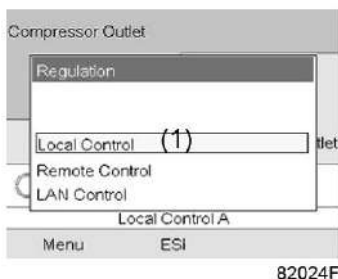 Compressor Outlet
Regulation
Local Control (1)
tlet
Remote Control
LAN Control
Local Control A
Menu ESi
82024F